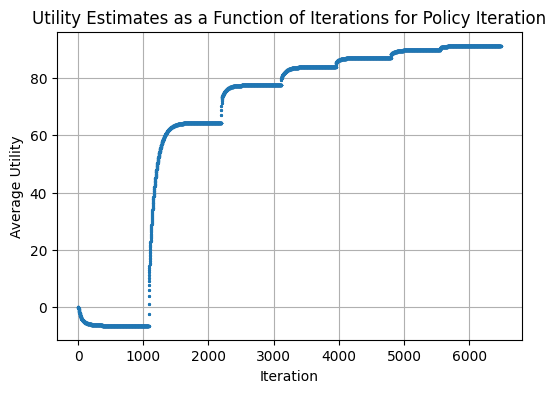 Utility Estimates as a Function of Iterations for Policy Iteration
80
60
40
20
0
Average Utility
0 1000 2000 3000 4000 5000 6000
Iteration